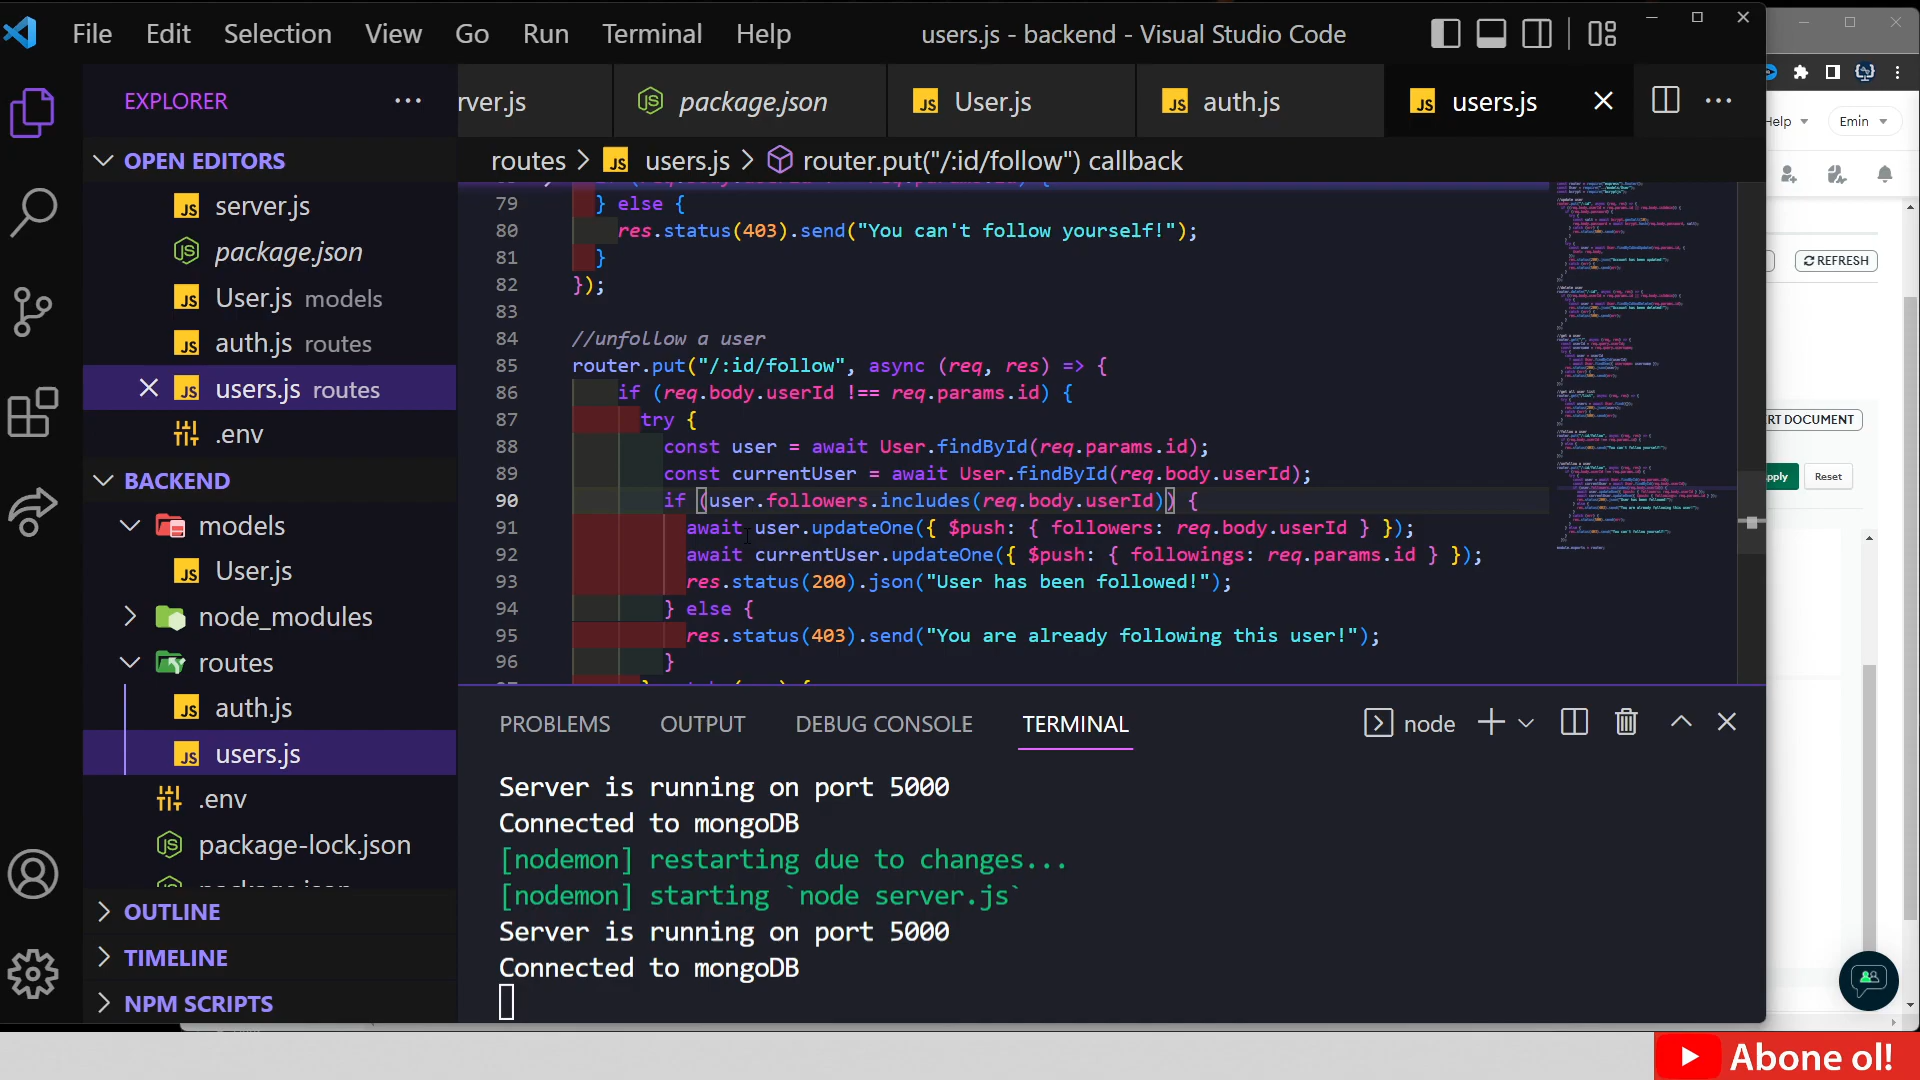 File Edit Selection View Go Run Terminal Help
users.js - backend - Visual Studio Code
EXPLORER
OPEN EDITORS
server.js
package.json
User.js models
auth.js routes
users.js routes
.env
BACKEND
models
User.js
node_modules
routes
auth.js
users.js
.env
package-lock.json
OUTLINE
TIMELINE
NPM SCRIPTS
rver.js package.json User.js auth.js users.js
routes > users.js > router.put("/:id/follow") callback
79 } else {
80 res.status(403).send("You can't follow yourself!");
81 }
82 });
83
84 //unfollow a user
85 router.put("/:id/follow", async (req, res) => {
86 if (req.body.userId !== req.params.id) {
87 try {
88 const user = await User.findById(req.params.id);
89 const currentUser = await User.findById(req.body.userId);
90 if (user.followers.includes(req.body.userId)) {
91 await user.updateOne({ $push: { followers: req.body.userId } });
92 await currentUser.updateOne({ $push: { followings: req.params.id } });
93 res.status(200).json("User has been followed!");
94 } else {
95 res.status(403).send("You are already following this user!");
96 }
PROBLEMS OUTPUT DEBUG CONSOLE TERMINAL node
Server is running on port 5000
Connected to mongoDB
[nodemon] restarting due to changes...
[nodemon] starting `node server.js`
Server is running on port 5000
Connected to mongoDB
Help Emin
REFRESH
RT DOCUMENT
pply Reset
Abone ol!